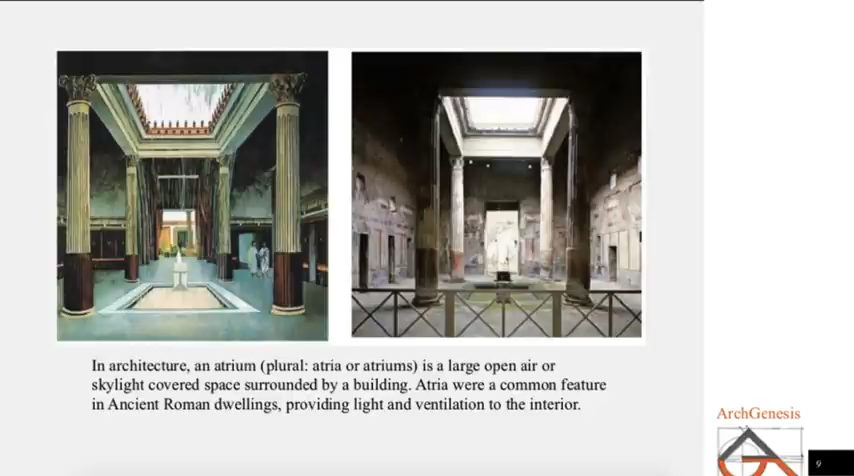 In architecture, an atrium (plural: atria or atriums) is a large open air or
skylight covered space surrounded by a building. Atria were a common feature
in Ancient Roman dwellings, providing light and ventilation to the interior.
ArchGenesis
9